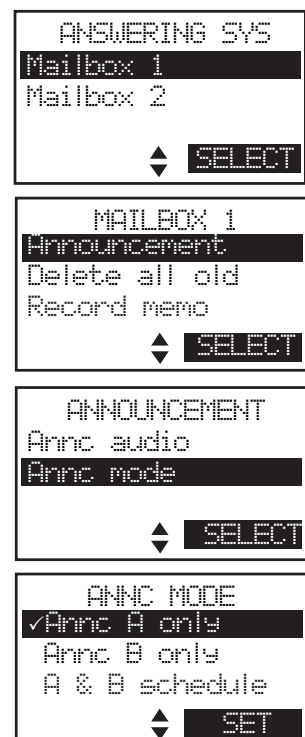 ANSWERING SYS
Mailbox 1
Mailbox 2
SELECT
MAILBOX 1
Announcement
Delete all old
Record memo
SELECT
ANNOUNCEMENT
Annc audio
Annc mode
SELECT
ANNC MODE
✓Annc A only
Annc B only
A & B schedule
SET